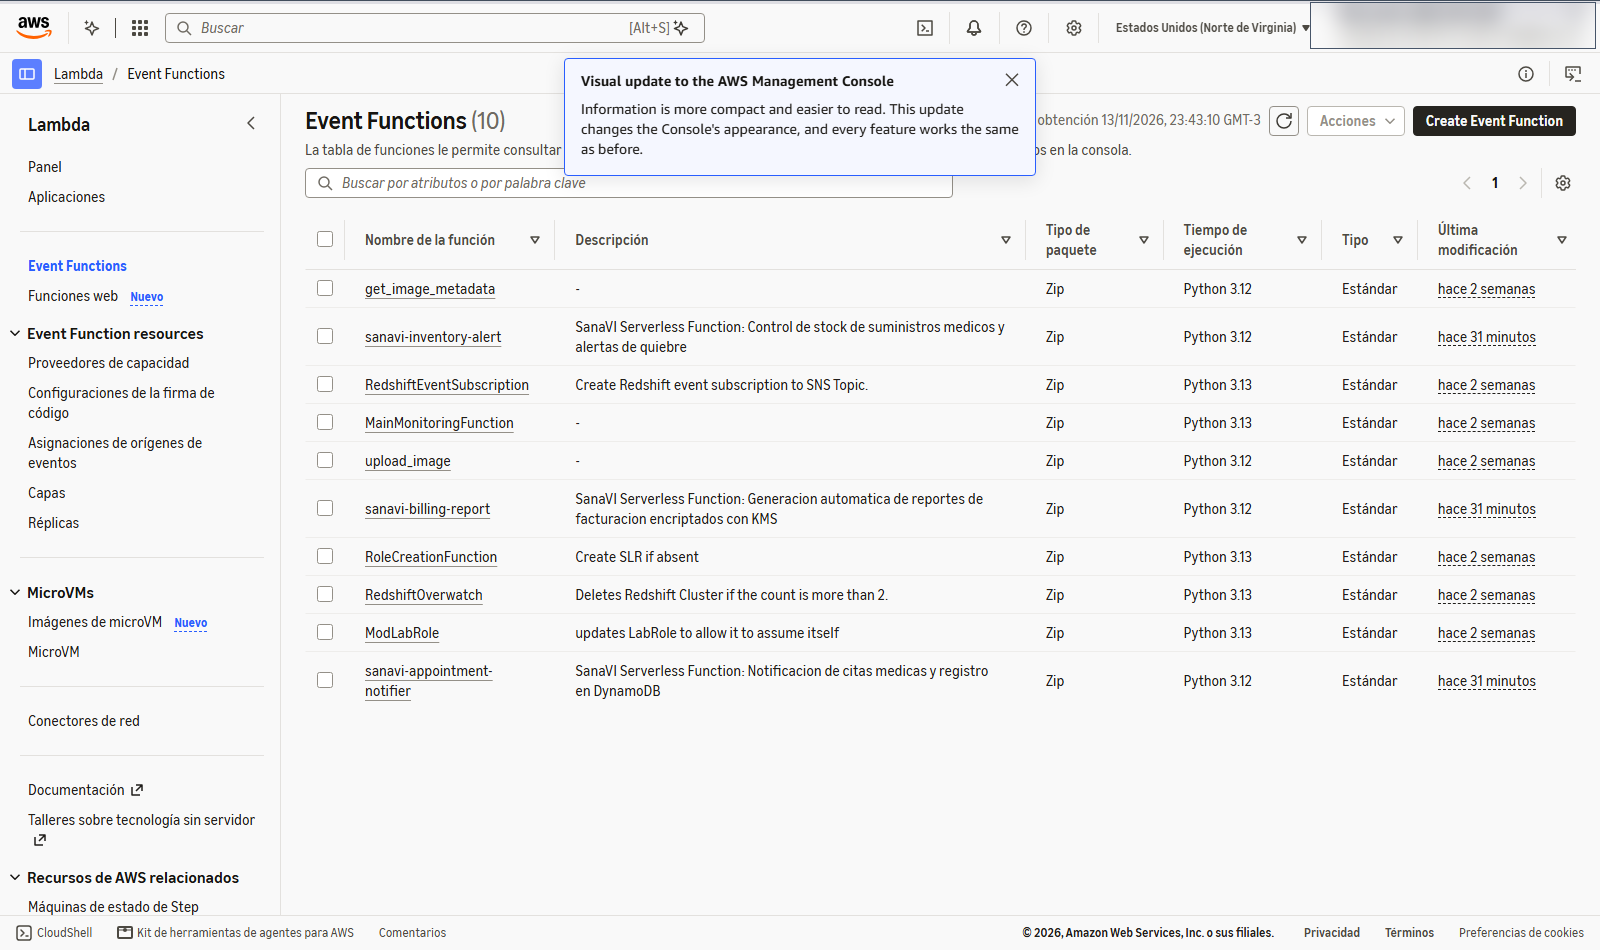 aws
Buscar
[Alt+S]
Estados Unidos (Norte de Virginia)
Lambda / Event Functions
Visual update to the AWS Management Console
Information is more compact and easier to read. This update
changes the Console's appearance, and every feature works the same
as before.
Lambda
Panel
Aplicaciones
Event Functions
Funciones web Nuevo
Event Function resources
Proveedores de capacidad
Configuraciones de la firma de
código
Asignaciones de orígenes de
eventos
Capas
Réplicas
MicroVMs
Imágenes de microVM Nuevo
MicroVM
Conectores de red
Documentación
Talleres sobre tecnología sin servidor
Recursos de AWS relacionados
Máquinas de estado de Step
Event Functions (10)
obtención 13/11/2026, 23:43:10 GMT-3
Acciones
Create Event Function
La tabla de funciones le permite consultar
os en la consola.
Buscar por atributos o por palabra clave
1
Nombre de la función Descripción Tipo de paquete Tiempo de ejecución Tipo Última modificación
get_image_metadata - Zip Python 3.12 Estándar hace 2 semanas
sanavi-inventory-alert SanaVI Serverless Function: Control de stock de suministros medicos y alertas de quiebre Zip Python 3.12 Estándar hace 31 minutos
RedshiftEventSubscription Create Redshift event subscription to SNS Topic. Zip Python 3.13 Estándar hace 2 semanas
MainMonitoringFunction - Zip Python 3.13 Estándar hace 2 semanas
upload_image - Zip Python 3.12 Estándar hace 2 semanas
sanavi-billing-report SanaVI Serverless Function: Generacion automatica de reportes de facturacion encriptados con KMS Zip Python 3.12 Estándar hace 31 minutos
RoleCreationFunction Create SLR if absent Zip Python 3.13 Estándar hace 2 semanas
RedshiftOverwatch Deletes Redshift Cluster if the count is more than 2. Zip Python 3.13 Estándar hace 2 semanas
ModLabRole updates LabRole to allow it to assume itself Zip Python 3.13 Estándar hace 2 semanas
sanavi-appointment-notifier SanaVI Serverless Function: Notificacion de citas medicas y registro en DynamoDB Zip Python 3.12 Estándar hace 31 minutos
CloudShell Kit de herramientas de agentes para AWS Comentarios
© 2026, Amazon Web Services, Inc. o sus filiales. Privacidad Términos Preferencias de cookies